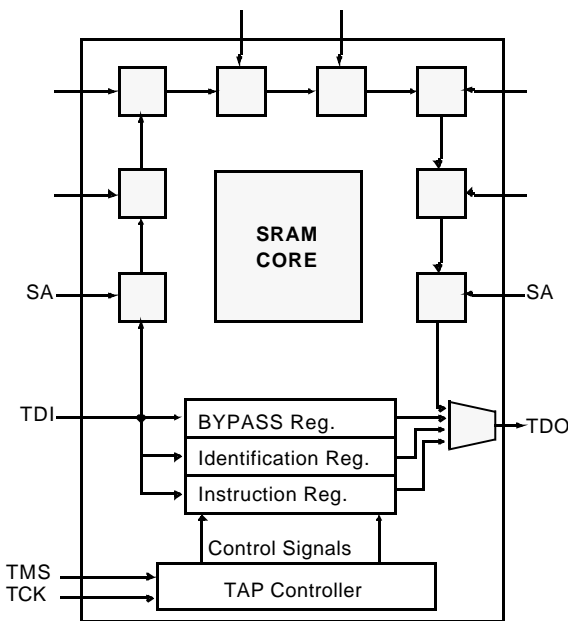 SRAM
CORE
SA
SA
TDI
BYPASS Reg.
TDO
Identification Reg.
Instruction Reg.
Control Signals
TMS
TCK
TAP Controller